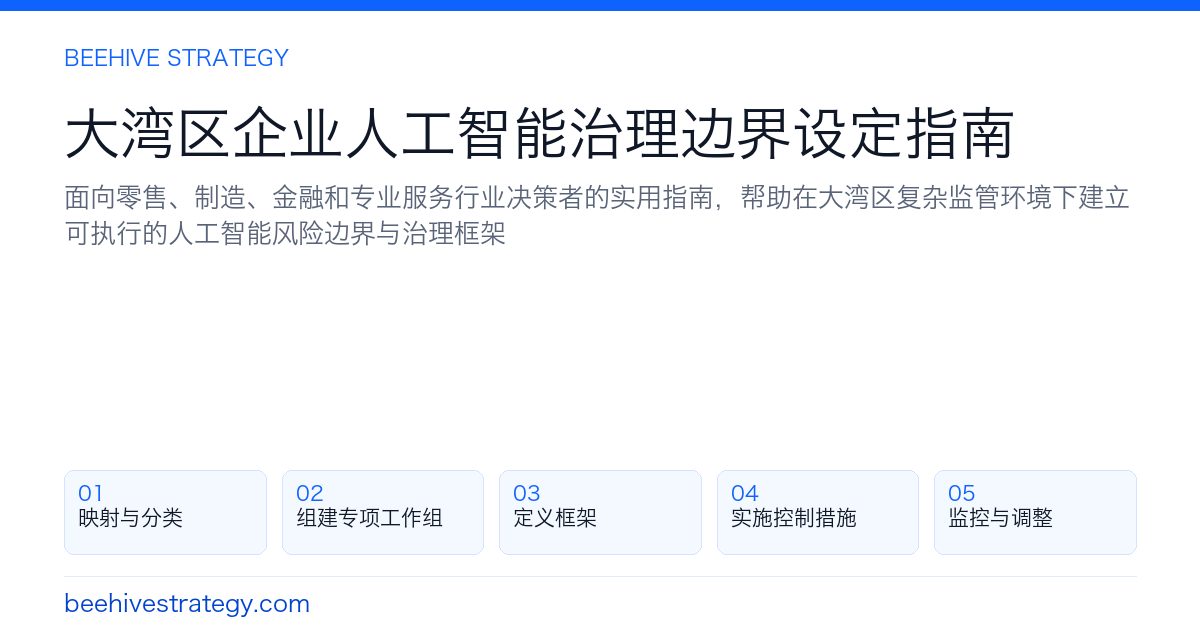 BEEHIVE STRATEGY
大湾区企业人工智能治理边界设定指南
面向零售、制造、金融和专业服务行业决策者的实用指南，帮助在大湾区复杂监管环境下建立
可执行的人工智能风险边界与治理框架
01
映射与分类
02
组建专项工作组
03
定义框架
04
实施控制措施
05
监控与调整
beehivestrategy.com